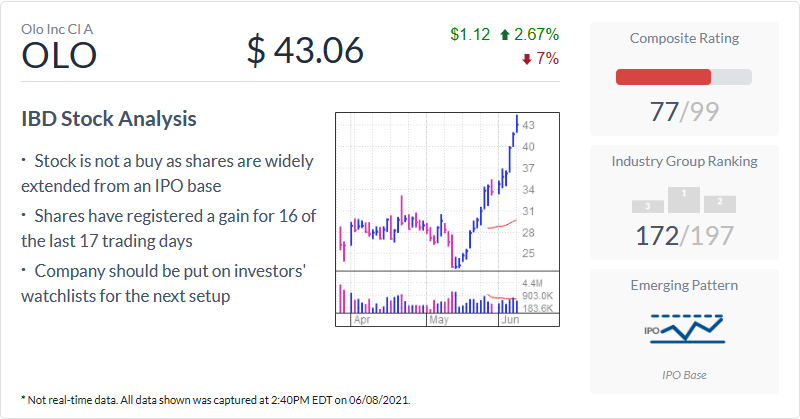 Olo Inc Cl A
OLO
$ 43.06
$1.12 2.67%
7%
IBD Stock Analysis
· Stock is not a buy as shares are widely
extended from an IPO base
· Shares have registered a gain for 16 of
the last 17 trading days
· Company should be put on investors'
watchlists for the next setup
43
40
37
34
31
28
25
4.4M
903.0K
183.6K
Apr May Jun
Composite Rating
77/99
Industry Group Ranking
3 1 2
172/197
Emerging Pattern
IPO
IPO Base
* Not real-time data. All data shown was captured at 2:40PM EDT on 06/08/2021.